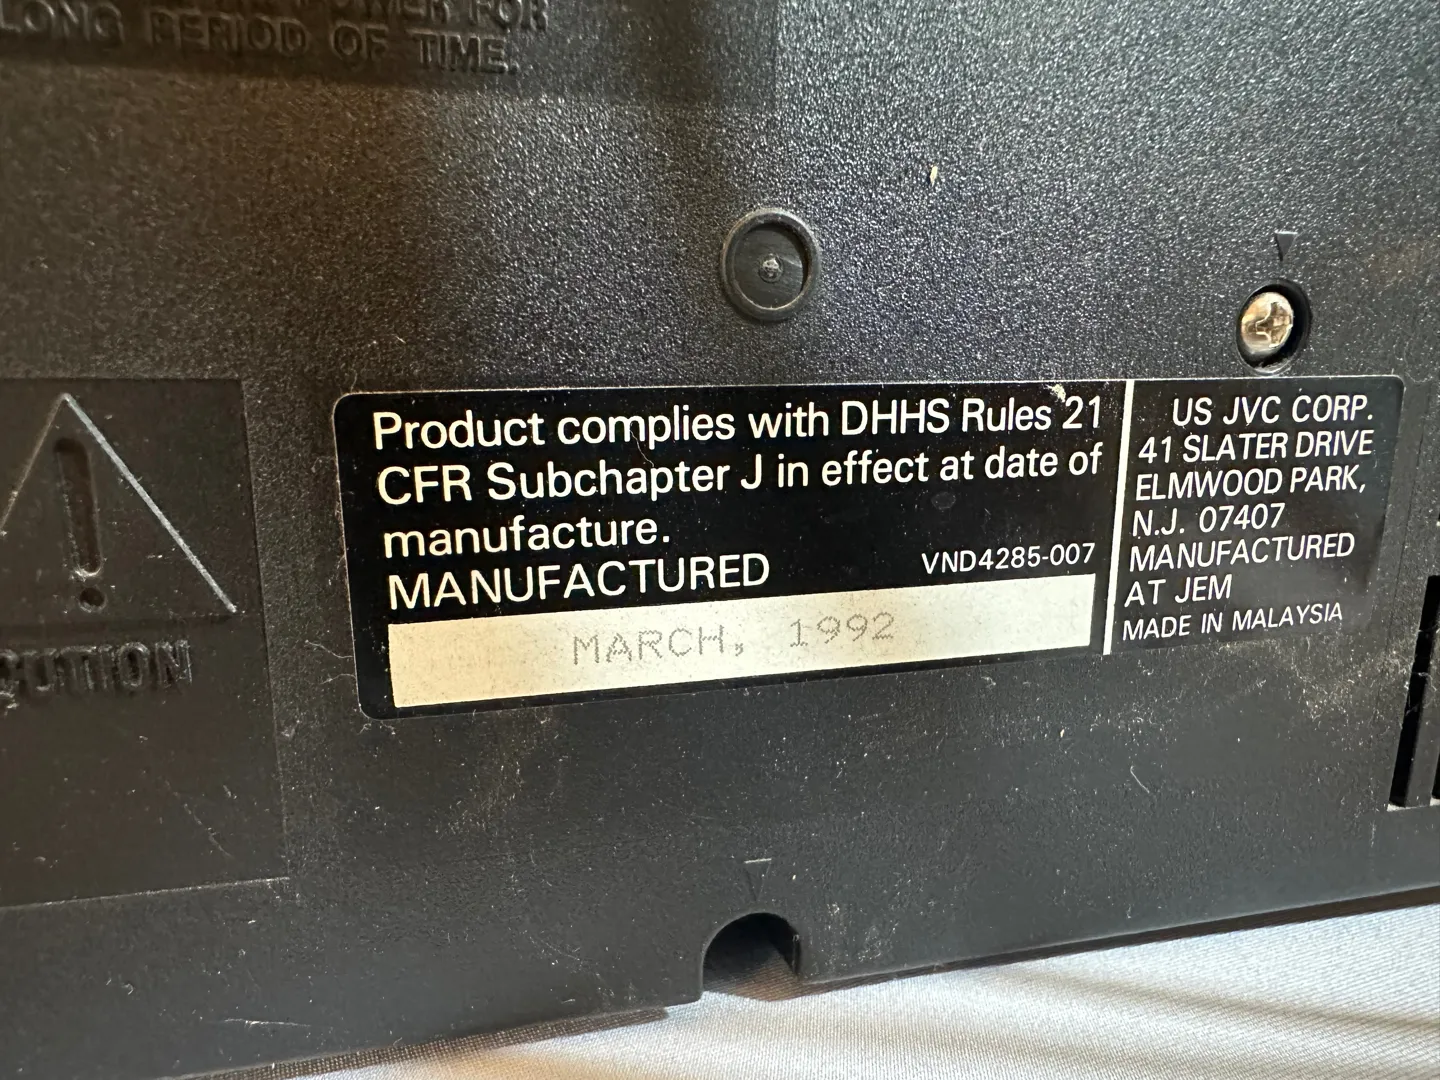 POWER FOR
LONG PERIOD OF TIME.
CAUTION
Product complies with DHHS Rules 21
CFR Subchapter J in effect at date of
manufacture.
MANUFACTURED VND4285-007
MARCH, 1992
US JVC CORP.
41 SLATER DRIVE
ELMWOOD PARK,
N.J. 07407
MANUFACTURED
AT JEM
MADE IN MALAYSIA